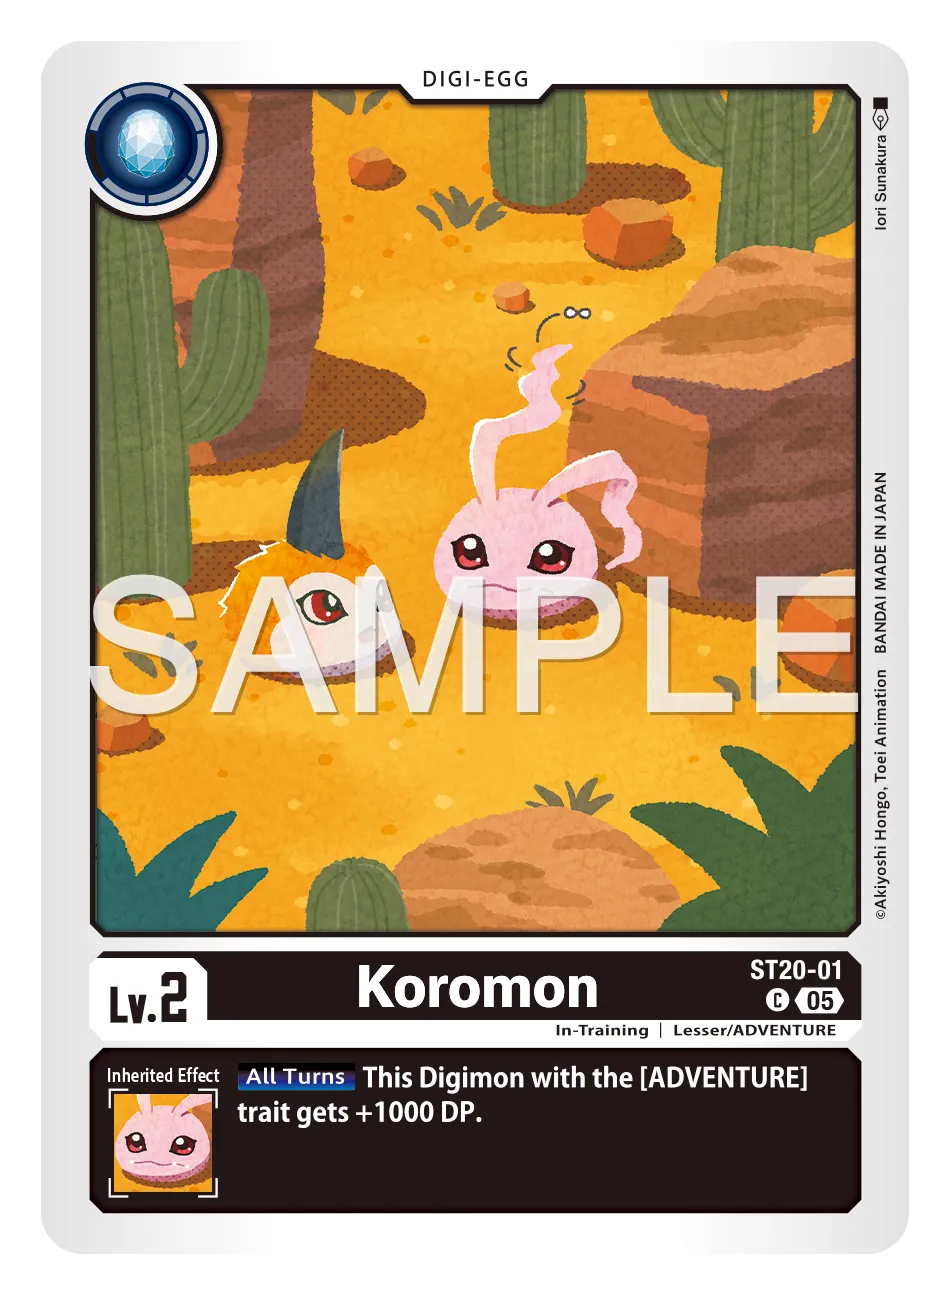 DIGI-EGG
Iori Sunakura
SAMPLE
©Akiyoshi Hongo, Toei Animation BANDAI MADE IN JAPAN
Lv.2
Koromon
ST20-01
C 05
In-Training | Lesser/ADVENTURE
Inherited Effect
All Turns This Digimon with the [ADVENTURE]
trait gets +1000 DP.